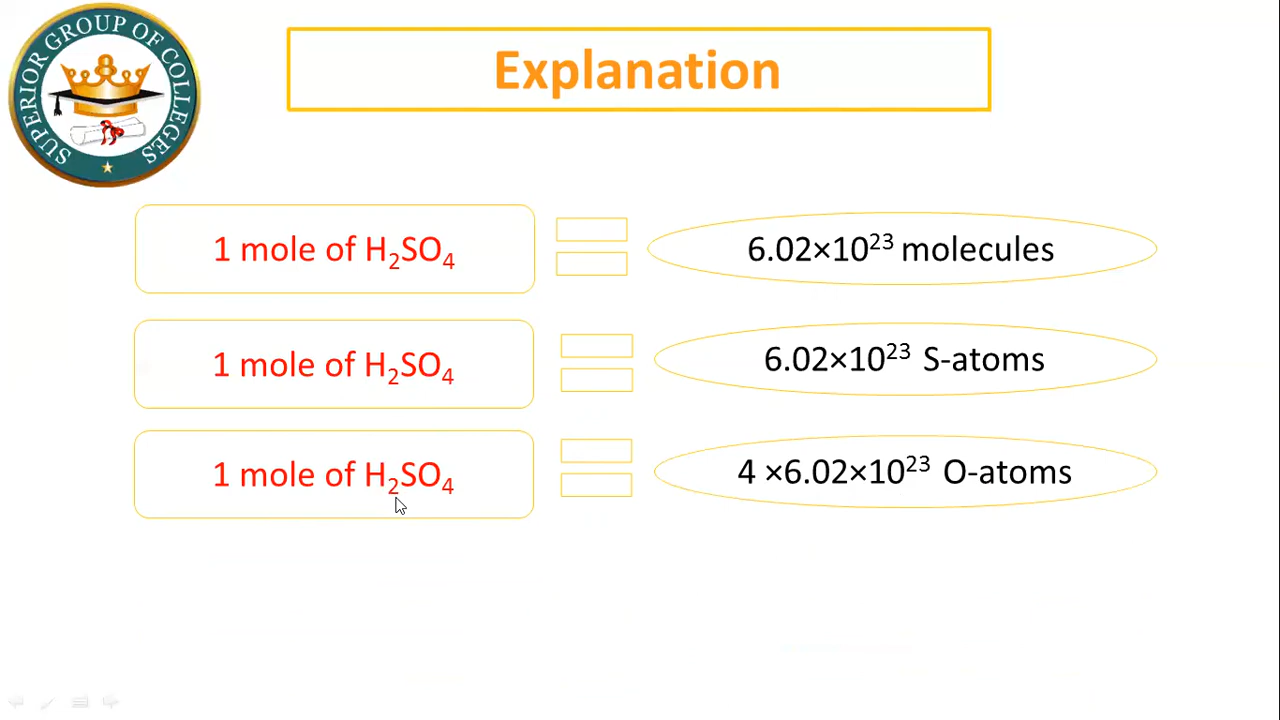 SUPERIOR GROUP OF COLLEGES
Explanation
1 mole of H₂SO₄
6.02×10²³ molecules
1 mole of H₂SO₄
6.02×10²³ S-atoms
1 mole of H₂SO₄
4 ×6.02×10²³ O-atoms